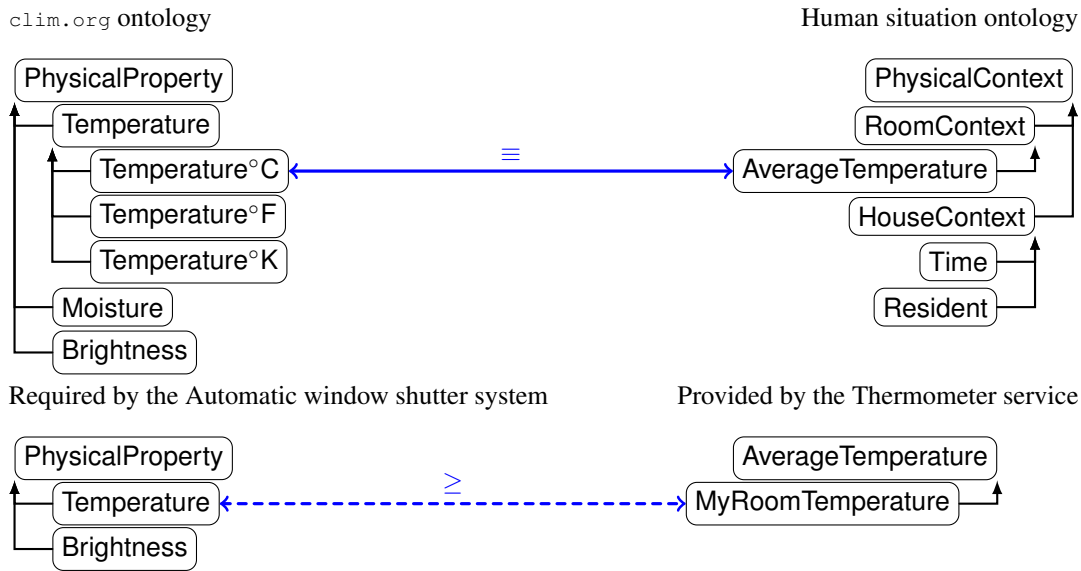 clim.org ontology
Human situation ontology
PhysicalProperty
PhysicalContext
Temperature
RoomContext
≡
Temperature°C
AverageTemperature
Temperature°F
HouseContext
Temperature°K
Time
Moisture
Resident
Brightness
Required by the Automatic window shutter system
Provided by the Thermometer service
PhysicalProperty
AverageTemperature
≥
Temperature
MyRoomTemperature
Brightness